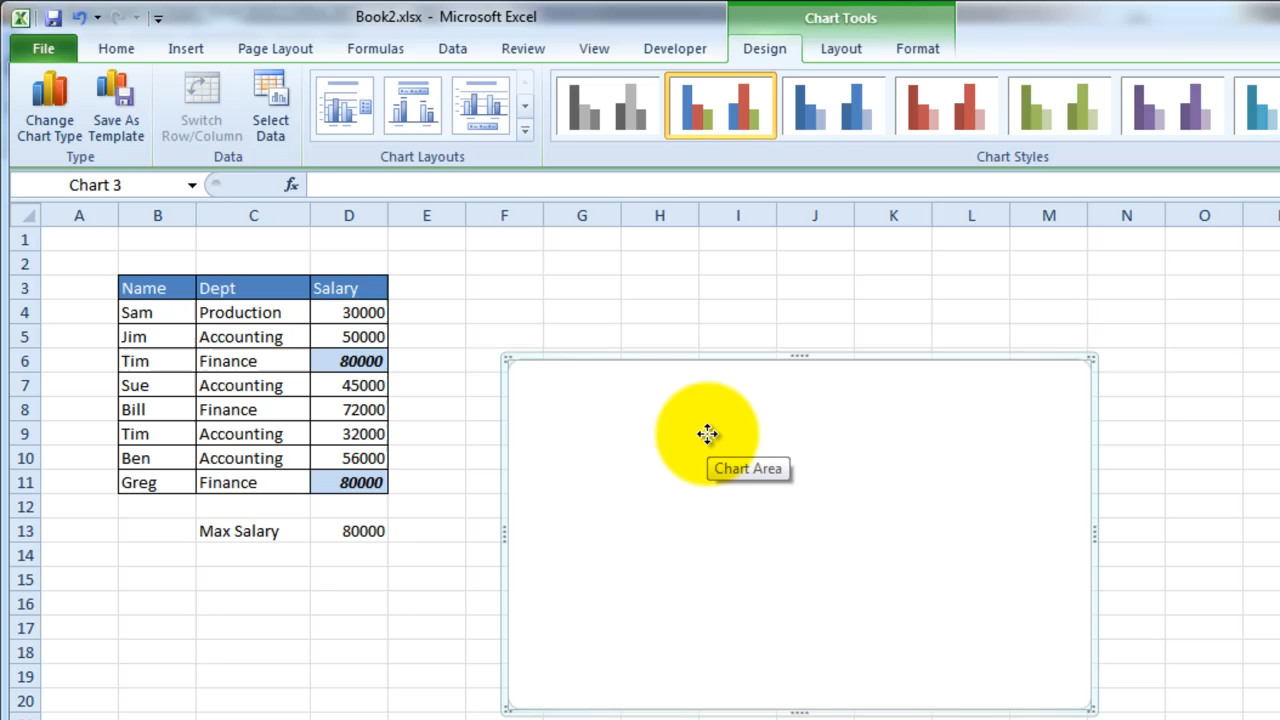 Book2.xlsx - Microsoft Excel
Chart Tools
File Home Insert Page Layout Formulas Data Review View Developer Design Layout Format
Change Chart Type
Save As Template
Switch Row/Column
Select Data
Type Data Chart Layouts Chart Styles
Chart 3 fx
A B C D E F G H I J K L M N O
1
2
3 Name Dept Salary
4 Sam Production 30000
5 Jim Accounting 50000
6 Tim Finance 80000
7 Sue Accounting 45000
8 Bill Finance 72000
9 Tim Accounting 32000
10 Ben Accounting 56000
Chart Area
11 Greg Finance 80000
12
13 Max Salary 80000
14
15
16
17
18
19
20